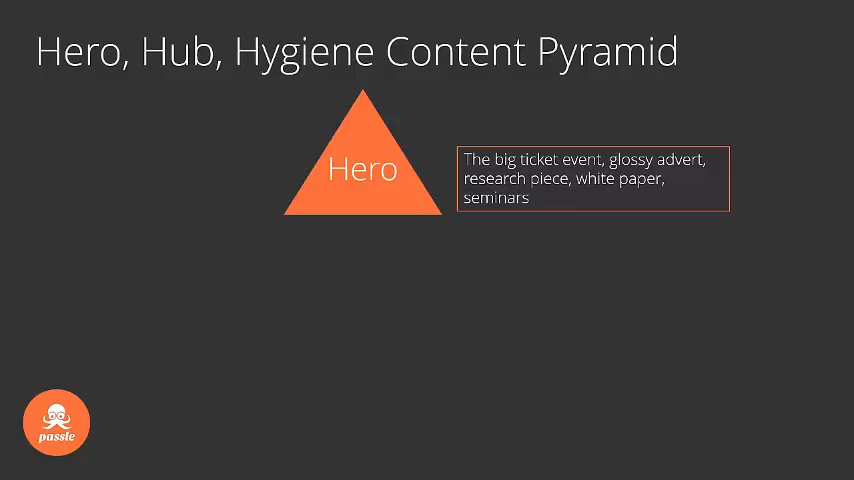 Hero, Hub, Hygiene Content Pyramid
Hero
The big ticket event, glossy advert,
research piece, white paper,
seminars
passle